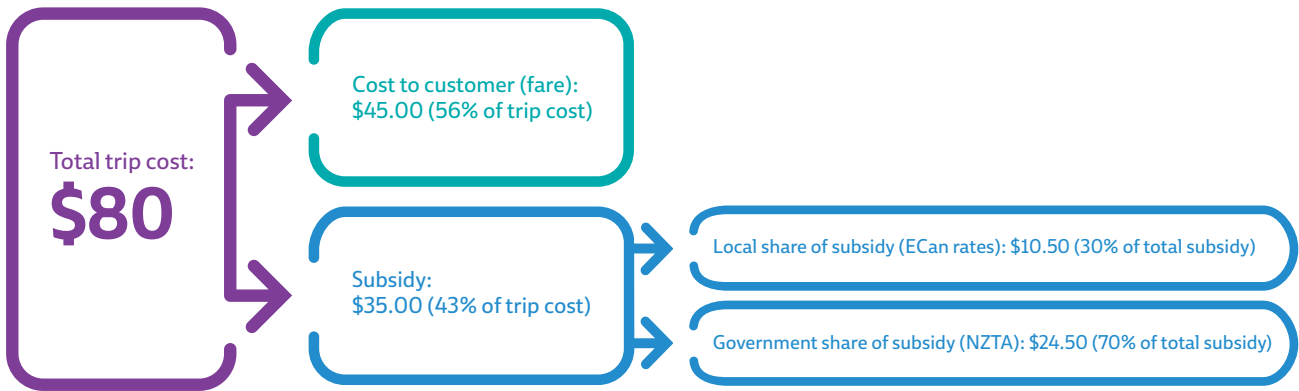 Total trip cost:
$80
Cost to customer (fare):
$45.00 (56% of trip cost)
Subsidy:
$35.00 (43% of trip cost)
Local share of subsidy (ECan rates): $10.50 (30% of total subsidy)
Government share of subsidy (NZTA): $24.50 (70% of total subsidy)